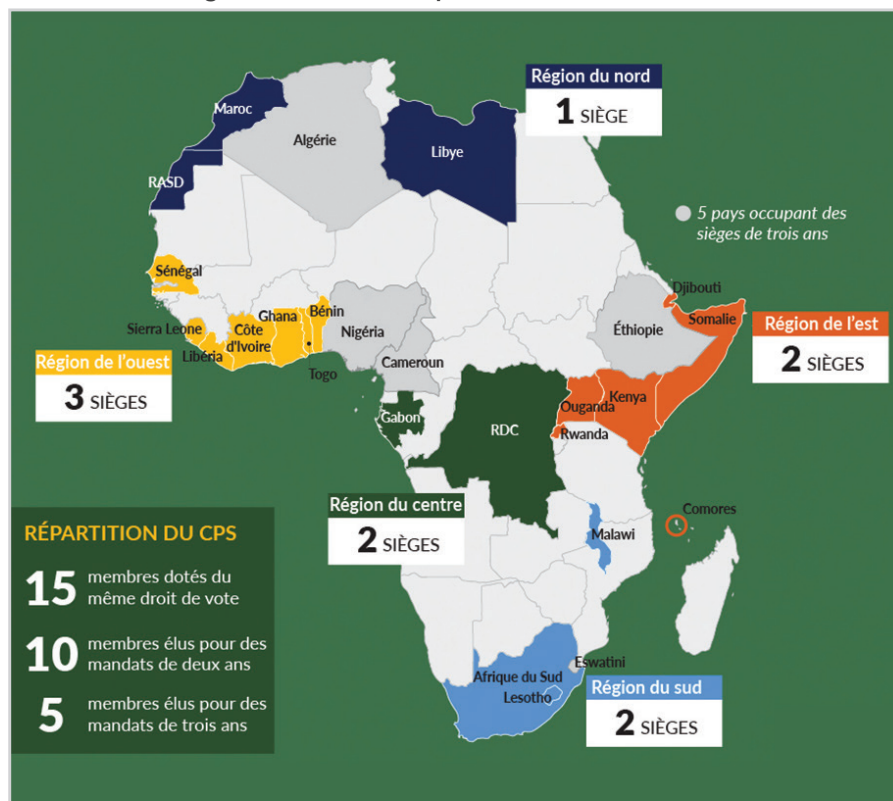 Région du nord
1 SIÈGE
Maroc
Algérie
Libye
RASD
5 pays occupant des
sièges de trois ans
Sénégal
Djibouti
Somalie
Sierra Leone
Ghana
Bénin
Côte
d'Ivoire
Nigéria
Éthiopie
Libéria
Togo
Cameroun
Région de l'ouest
3 SIÈGES
Région de l'est
2 SIÈGES
Ouganda
Kenya
Gabon
RDC
Rwanda
Région du centre
2 SIÈGES
Comores
Malawi
RÉPARTITION DU CPS
15 membres dotés du
même droit de vote
10 membres élus pour des
mandats de deux ans
5 membres élus pour des
mandats de trois ans
Eswatini
Afrique du Sud
Lesotho
Région du sud
2 SIÈGES